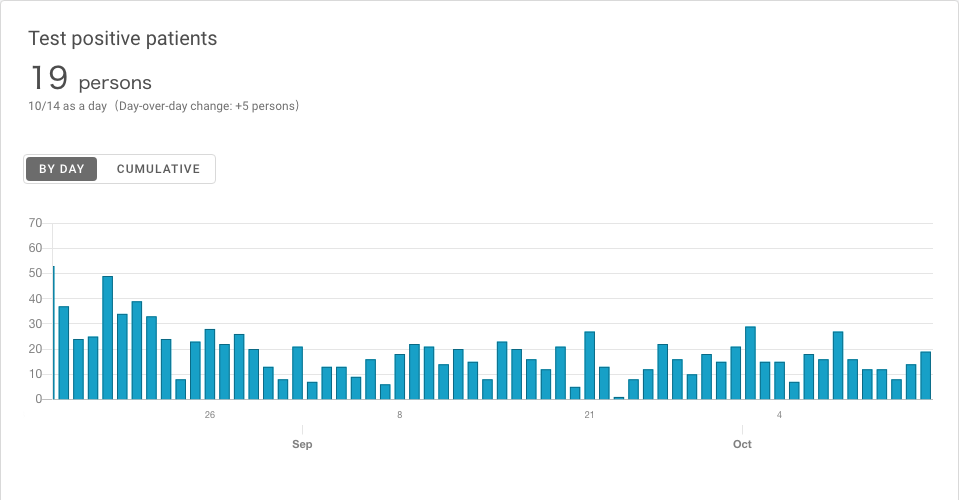 Test positive patients
19 persons
10/14 as a day（Day-over-day change: +5 persons）
BY DAY CUMULATIVE
70
60
50
40
30
20
10
0
26 8 21 4
Sep Oct